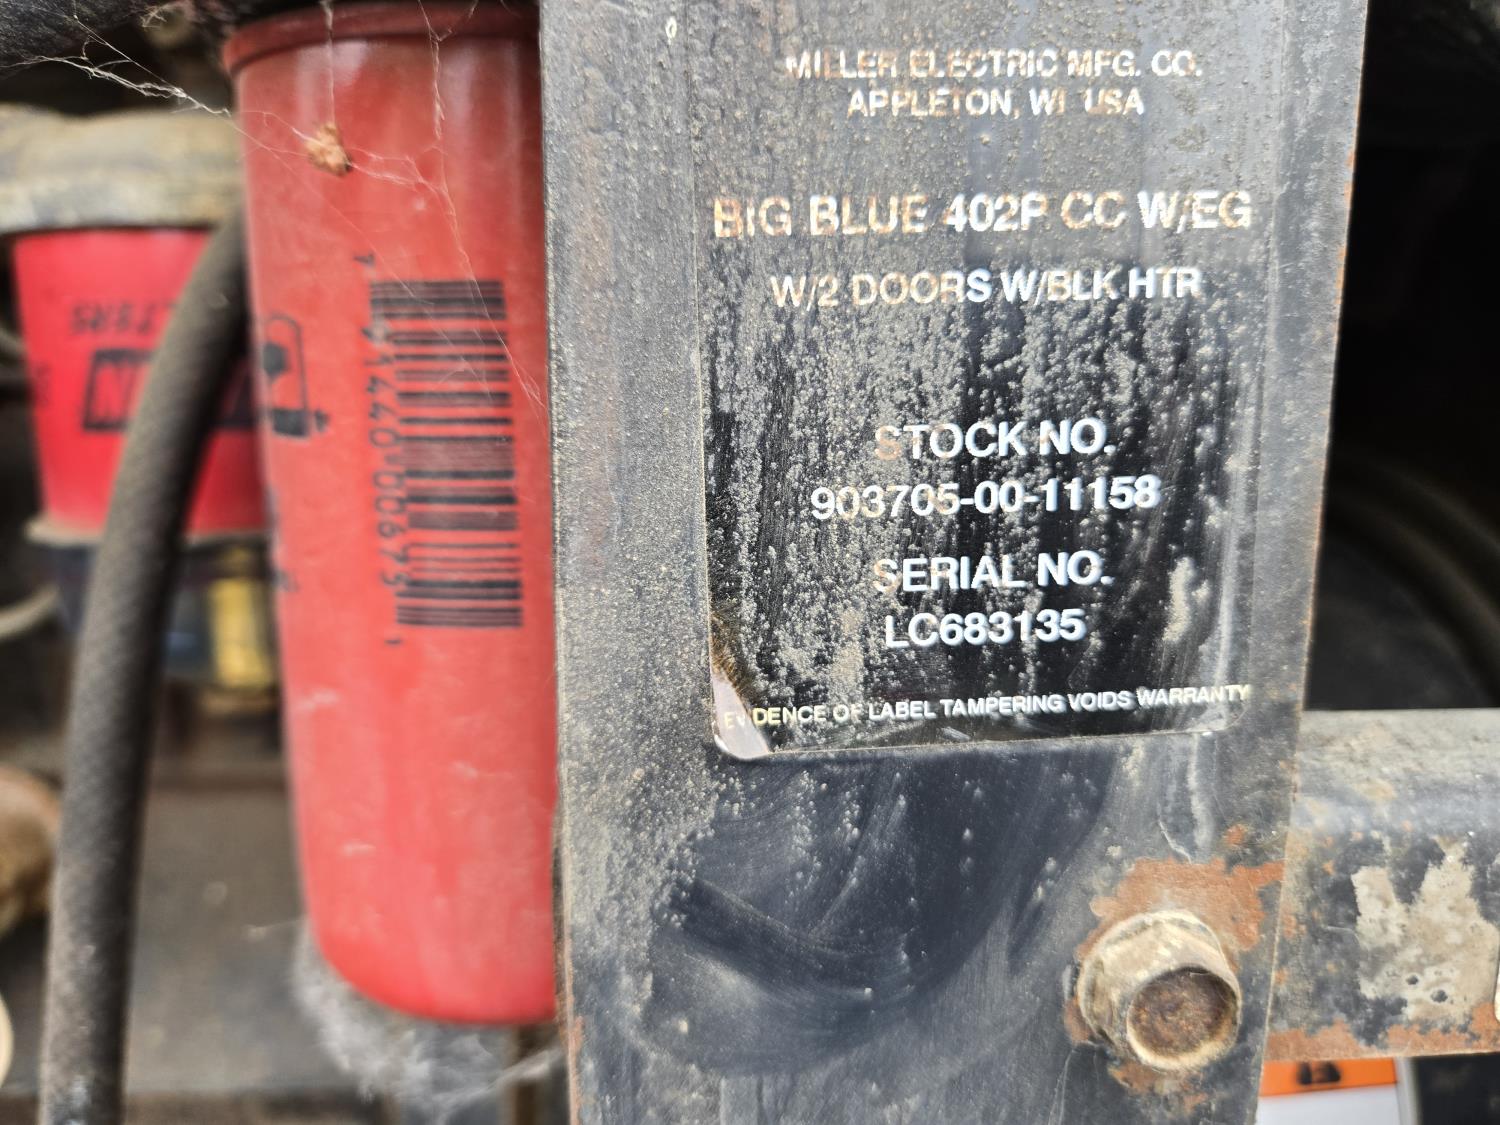 MILLER ELECTRIC MFG. CO.
APPLETON, WI USA
BIG BLUE 402P CC W/EG
W/2 DOORS W/BLK HTR
STOCK NO.
903705-00-11158
SERIAL NO.
LC683135
EVIDENCE OF LABEL TAMPERING VOIDS WARRANTY